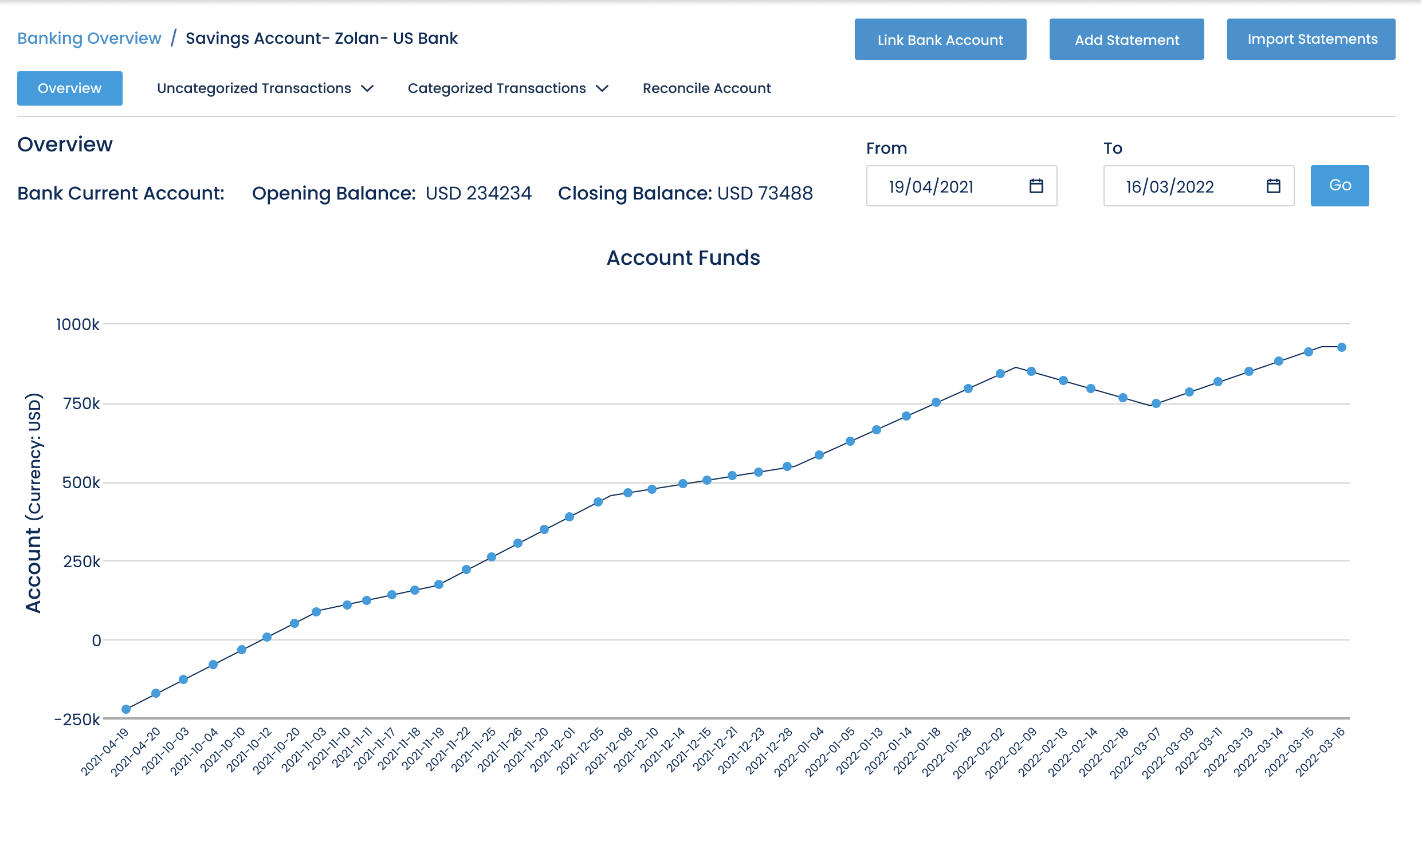 Banking Overview / Savings Account- Zolan- US Bank
Link Bank Account
Add Statement
Import Statements
Overview
Uncategorized Transactions
Categorized Transactions
Reconcile Account
Overview
From
To
Bank Current Account: Opening Balance: USD 234234 Closing Balance: USD 73488
19/04/2021
16/03/2022
Go
Account Funds
Account (Currency: USD)
1000k
750k
500k
250k
0
-250k
2021-04-19
2021-04-20
2021-10-03
2021-10-04
2021-10-10
2021-10-12
2021-10-20
2021-11-03
2021-11-10
2021-11-11
2021-11-17
2021-11-18
2021-11-19
2021-11-22
2021-11-25
2021-11-26
2021-11-20
2021-12-01
2021-12-05
2021-12-08
2021-12-10
2021-12-14
2021-12-15
2021-12-21
2021-12-23
2021-12-28
2022-01-04
2022-01-05
2022-01-13
2022-01-14
2022-01-18
2022-01-28
2022-02-02
2022-02-09
2022-02-13
2022-02-14
2022-02-18
2022-03-07
2022-03-09
2022-03-11
2022-03-13
2022-03-14
2022-03-15
2022-03-16